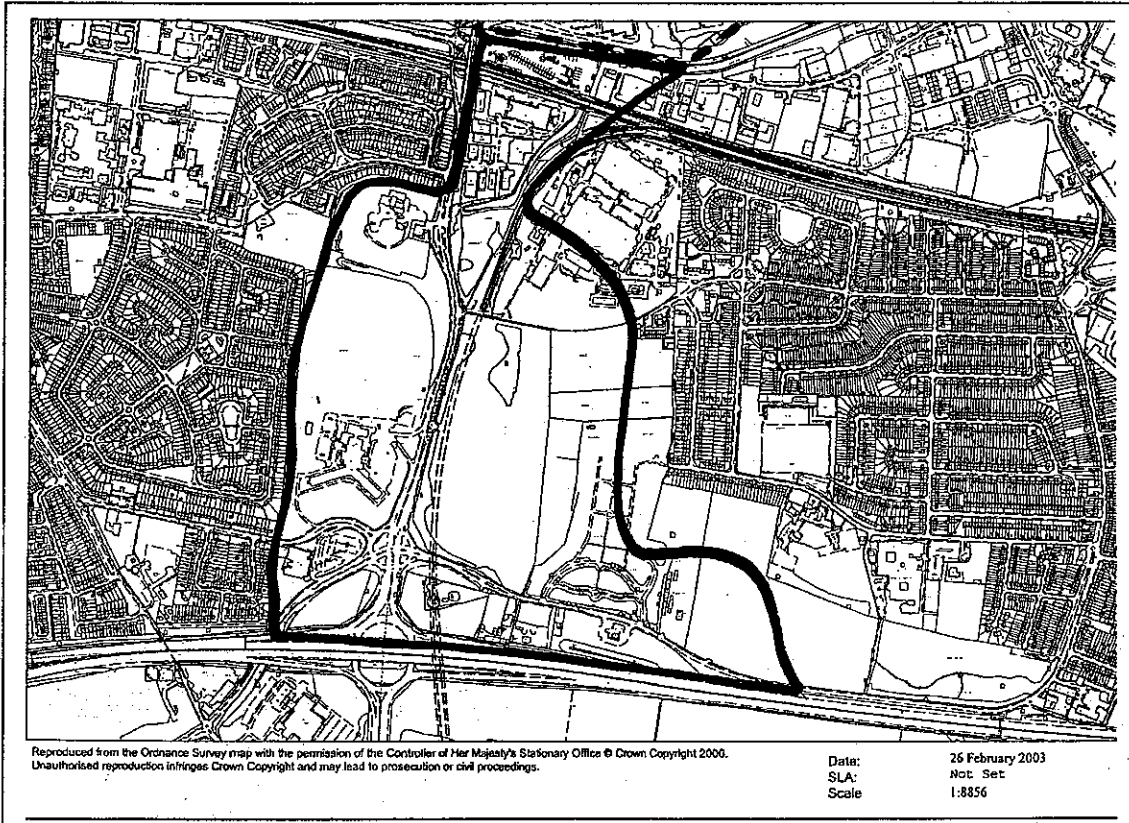 Reproduced from the Ordnance Survey map with the permission of the Controller of Her Majesty's Stationary Office © Crown Copyright 2000.
Unauthorised reproduction infringes Crown Copyright and may lead to prosecution or civil proceedings.
Date: 26 February 2003
SLA: Not Set
Scale 1:8856